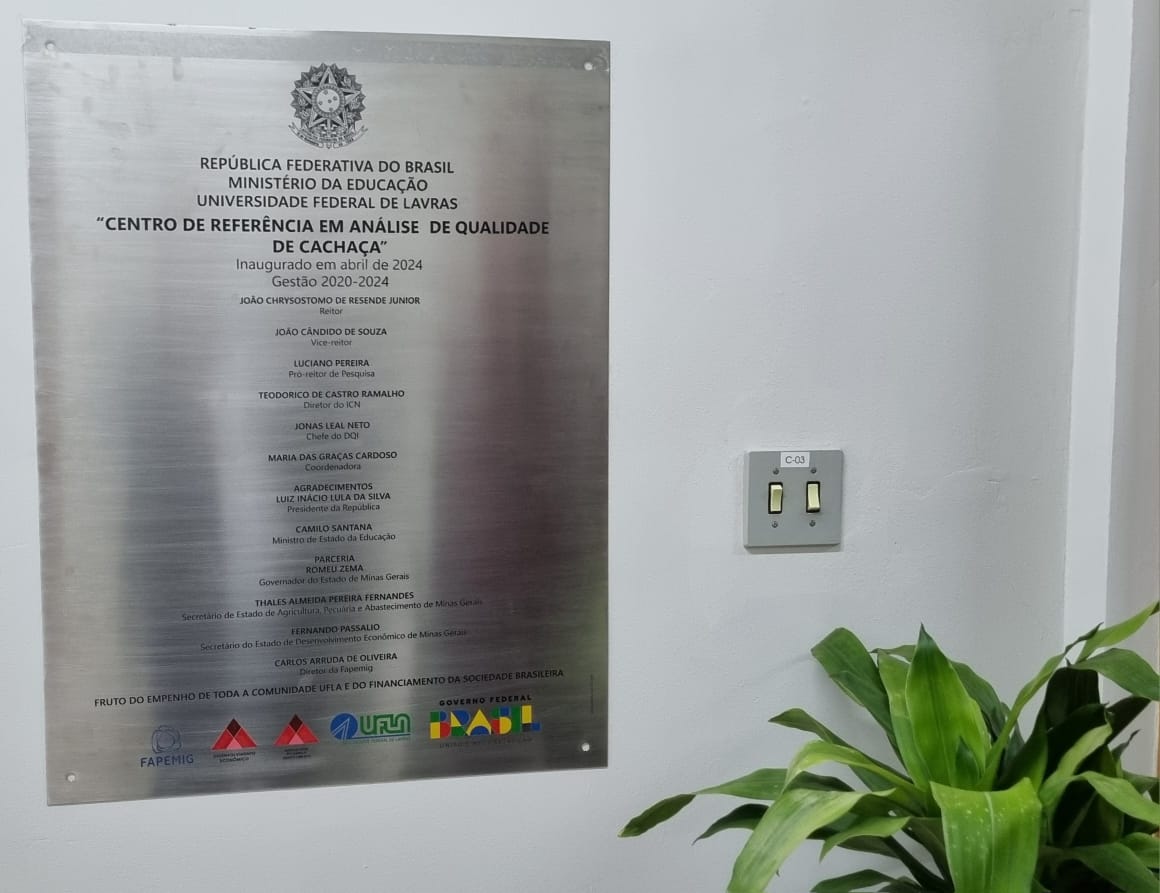 REPÚBLICA FEDERATIVA DO BRASIL
MINISTÉRIO DA EDUCAÇÃO
UNIVERSIDADE FEDERAL DE LAVRAS
“CENTRO DE REFERÊNCIA EM ANÁLISE DE QUALIDADE
DE CACHAÇA”
Inaugurado em abril de 2024
Gestão 2020-2024
JOÃO CHRYSOSTOMO DE RESENDE JUNIOR
Reitor
JOÃO CÂNDIDO DE SOUZA
Vice-reitor
LUCIANO PEREIRA
Pró-reitor de Pesquisa
TEODORICO DE CASTRO RAMALHO
Diretor do ICN
JONAS LEAL NETO
Chefe do DQI
MARIA DAS GRAÇAS CARDOSO
Coordenadora
AGRADECIMENTOS
LUIZ INÁCIO LULA DA SILVA
Presidente da República
CAMILO SANTANA
Ministro de Estado da Educação
PARCERIA
ROMEU ZEMA
Governador do Estado de Minas Gerais
THALES ALMEIDA PEREIRA FERNANDES
Secretário de Estado de Agricultura, Pecuária e Abastecimento de Minas Gerais
FERNANDO PASSALIO
Secretário do Estado de Desenvolvimento Econômico de Minas Gerais
CARLOS ARRUDA DE OLIVEIRA
Diretor da Fapemig
FRUTO DO EMPENHO DE TODA A COMUNIDADE UFLA E DO FINANCIAMENTO DA SOCIEDADE BRASILEIRA
FAPEMIG
DESENVOLVIMENTO
ECONÔMICO
UFLA
UNIVERSIDADE FEDERAL DE LAVRAS
GOVERNO FEDERAL
BRASIL
C-03